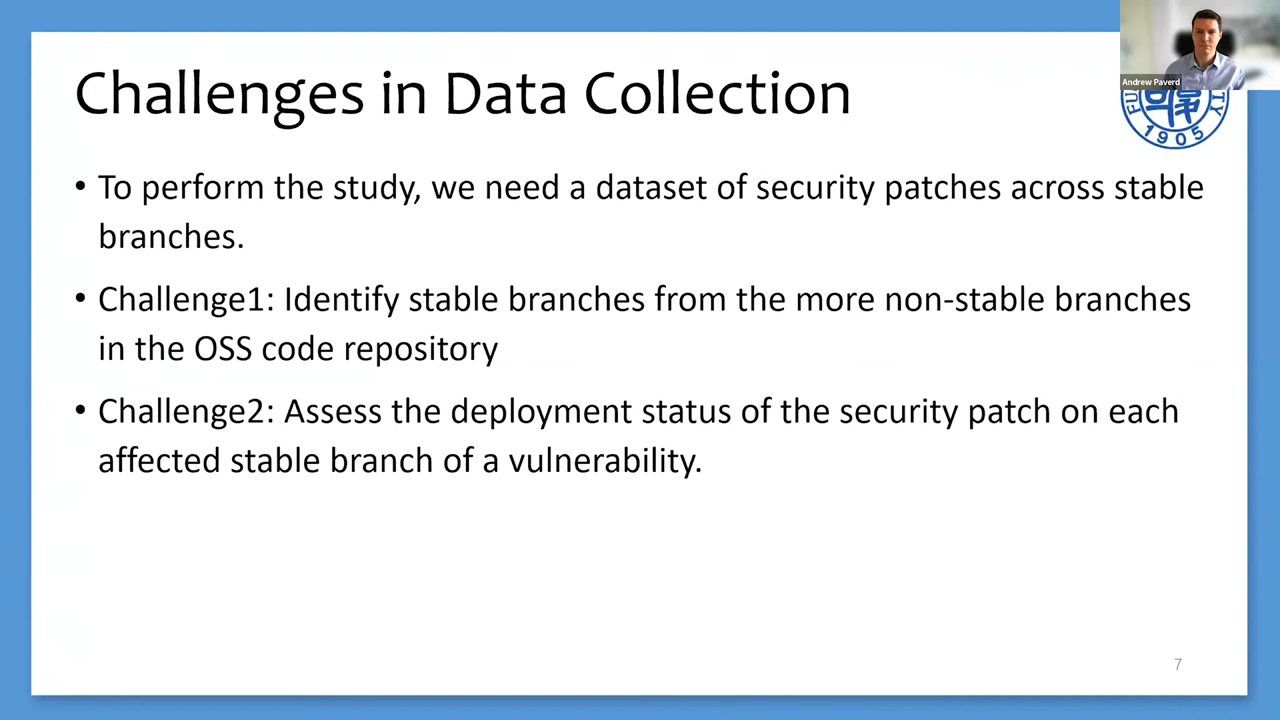 Challenges in Data Collection
Andrew Paverd
1905
• To perform the study, we need a dataset of security patches across stable
branches.
• Challenge1: Identify stable branches from the more non-stable branches
in the OSS code repository
• Challenge2: Assess the deployment status of the security patch on each
affected stable branch of a vulnerability.
7